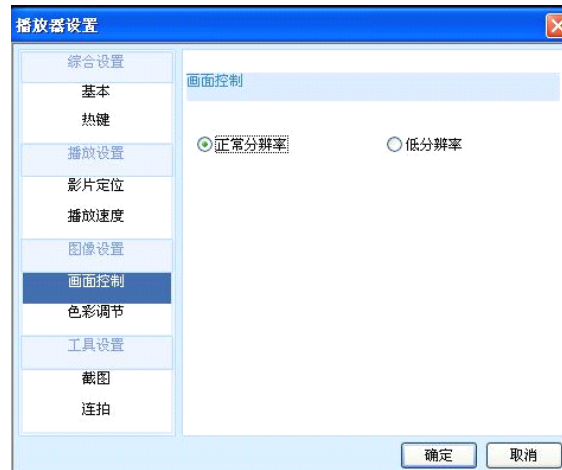 播放器设置
综合设置
基本
热键
播放设置
影片定位
播放速度
图像设置
画面控制
色彩调节
工具设置
截图
连拍
画面控制
正常分辨率 低分辨率
确定 取消